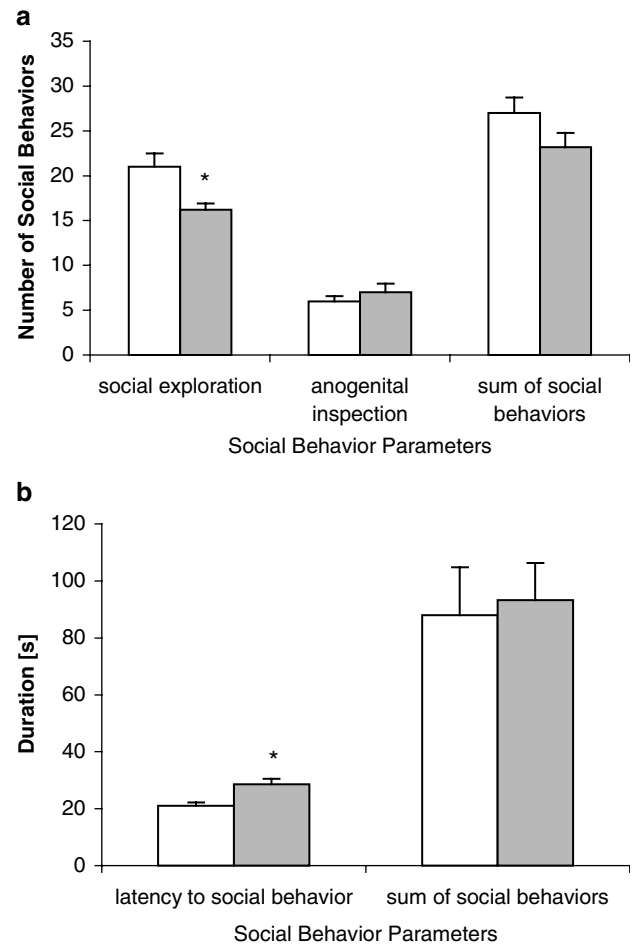 a
35
30
25
20
15
10
5
0
Number of Social Behaviors
*
social exploration
anogenital
inspection
sum of social
behaviors
Social Behavior Parameters
b
120
100
80
60
40
20
0
Duration [s]
*
latency to social behavior
sum of social behaviors
Social Behavior Parameters